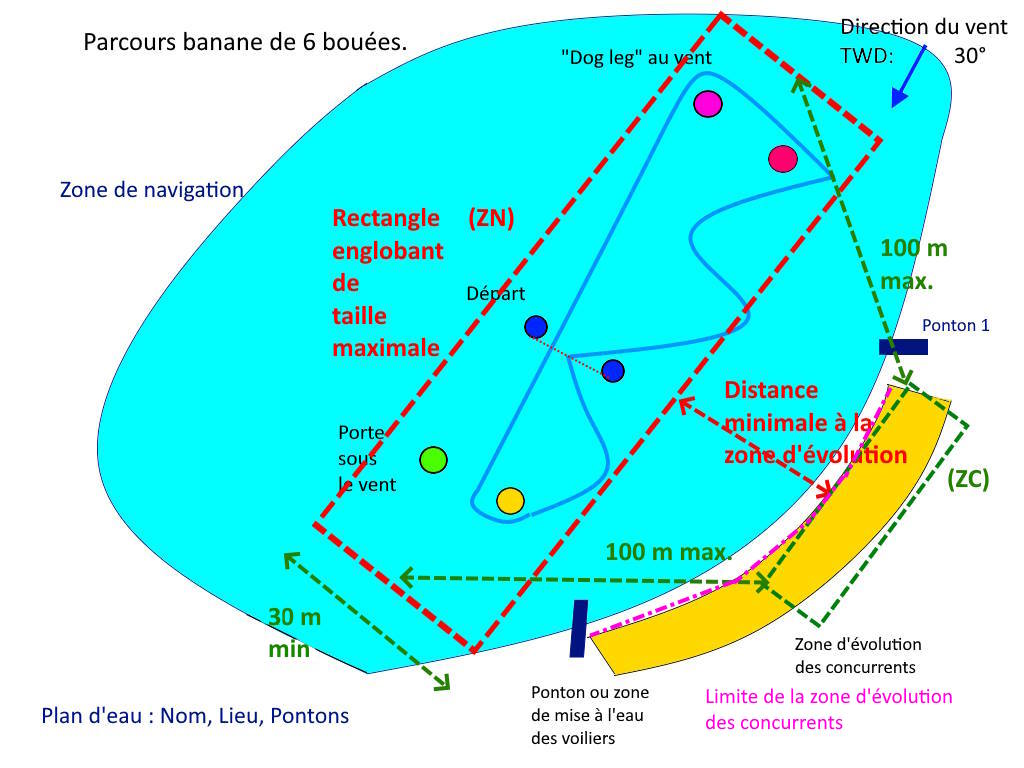 Parcours banane de 6 bouées.
Direction du vent
TWD: 30°
"Dog leg" au vent
Zone de navigation
Rectangle (ZN)
englobant
de
taille
maximale
100 m
max.
Départ
Ponton 1
Distance
minimale à la
zone d'évolution
Porte
sous
le vent
(ZC)
100 m max.
30 m
min
Zone d'évolution
des concurrents
Ponton ou zone
de mise à l'eau
des voiliers
Limite de la zone d'évolution
des concurrents
Plan d'eau : Nom, Lieu, Pontons